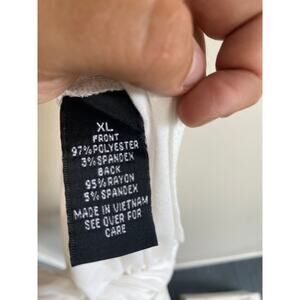 XL
FRONT
97%POLYESTER
3%SPANDEX
BACK
95%RAYON
5%SPANDEX
MADE IN VIETNAM
SEE OVER FOR
CARE